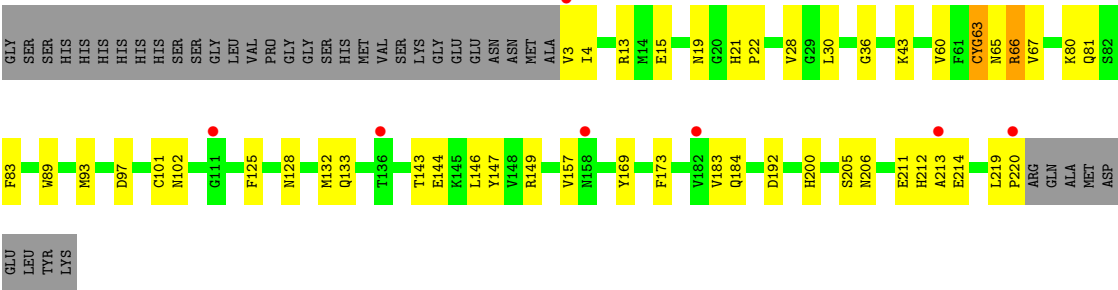 GLY SER SER HIS HIS HIS HIS HIS HIS SER SER GLY LEU VAL PRO GLY GLY SER HIS MET VAL SER LYS GLY GLU GLU ASN ASN MET ALA V3 I4 R13 M14 E15 N19 G20 H21 P22 V28 G29 L30 G36 K43 V60 F61 CYG63 N65 R66 V67 K80 Q81 S82
F83 W89 M93 D97 C101 N102 G111 F125 N128 M132 Q133 T136 T143 E144 K145 L146 Y147 V148 R149 V157 N158 Y169 F173 V182 V183 Q184 D192 H200 S205 N206 E211 H212 A213 E214 L219 P220 ARG GLN ALA MET ASP
GLU LEU TYR LYS